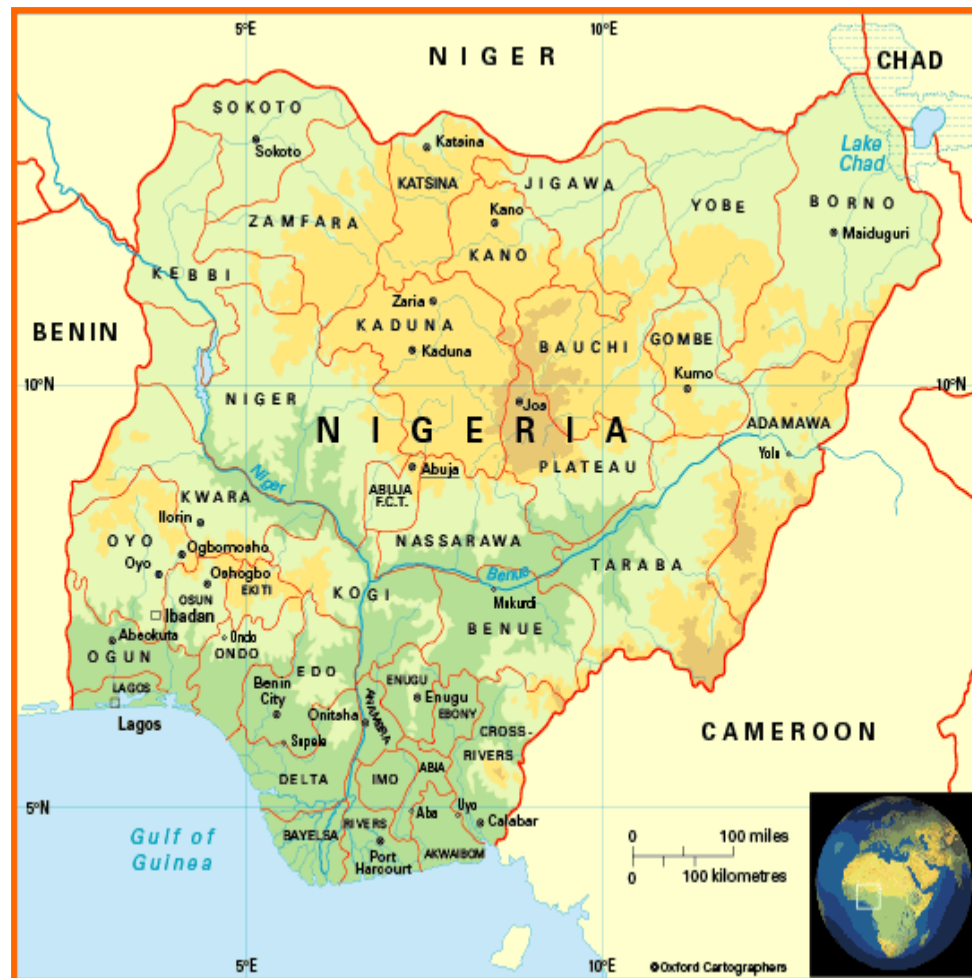 5°E
10°E
NIGER
CHAD
SOKOTO
Sokoto
Katsina
KATSINA
JIGAWA
Lake
Chad
ZAMFARA
Kano
YOBE
BORNO
Maiduguri
KANO
KEBBI
Zaria
KADUNA
Kaduna
BENIN
BAUCHI
GOMBE
Kumo
10°N
10°N
NIGER
Jos
NIGERIA
ADAMAWA
Yola
PLATEAU
Abuja
ABUJA
F.C.T.
Niger
KWARA
Ilorin
NASSARAWA
OYO
Ogbomosho
Oyo
Oshogbo
EKITI
OSUN
KOGI
Benue
TARABA
Makurdi
Ibadan
BENUE
Abeokuta
Ondo
ONDO
OGUN
EDO
ENUGU
Enugu
LAGOS
Lagos
Benin
City
Onitsha
ANAMBRA
EBONY
CROSS-
RIVERS
Sapele
CAMEROON
DELTA
IMO
ABIA
5°N
5°N
Aba
Uyo
Calabar
BAYELSA
RIVERS
Port
Harcourt
AKWAIBOM
Gulf of
Guinea
0 100 miles
0 100 kilometres
5°E
10°E
©Oxford Cartographers